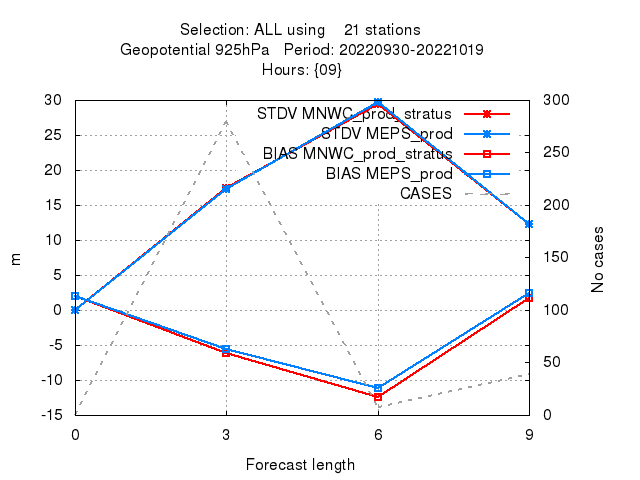 Selection: ALL using    21 stations
Geopotential 925hPa   Period: 20220930-20221019
Hours: {09}
STDV MNWC_prod_stratus
STDV MEPS_prod
BIAS MNWC_prod_stratus
BIAS MEPS_prod
CASES
30
25
20
15
10
5
0
-5
-10
-15
m
300
250
200
150
100
50
0
No cases
0 3 6 9
Forecast length